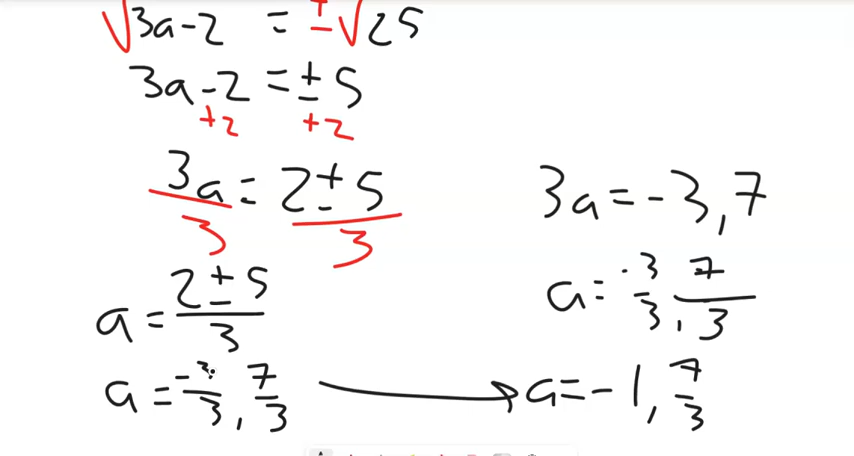 √3a-2 = ±√25
3a-2 = ±5
+2 +2
3a = 2±5
3 3
a = 2±5
3
a = -3/3, 7/3
3a = -3, 7
a = -3/3, 7/3
a = -1, 7/3